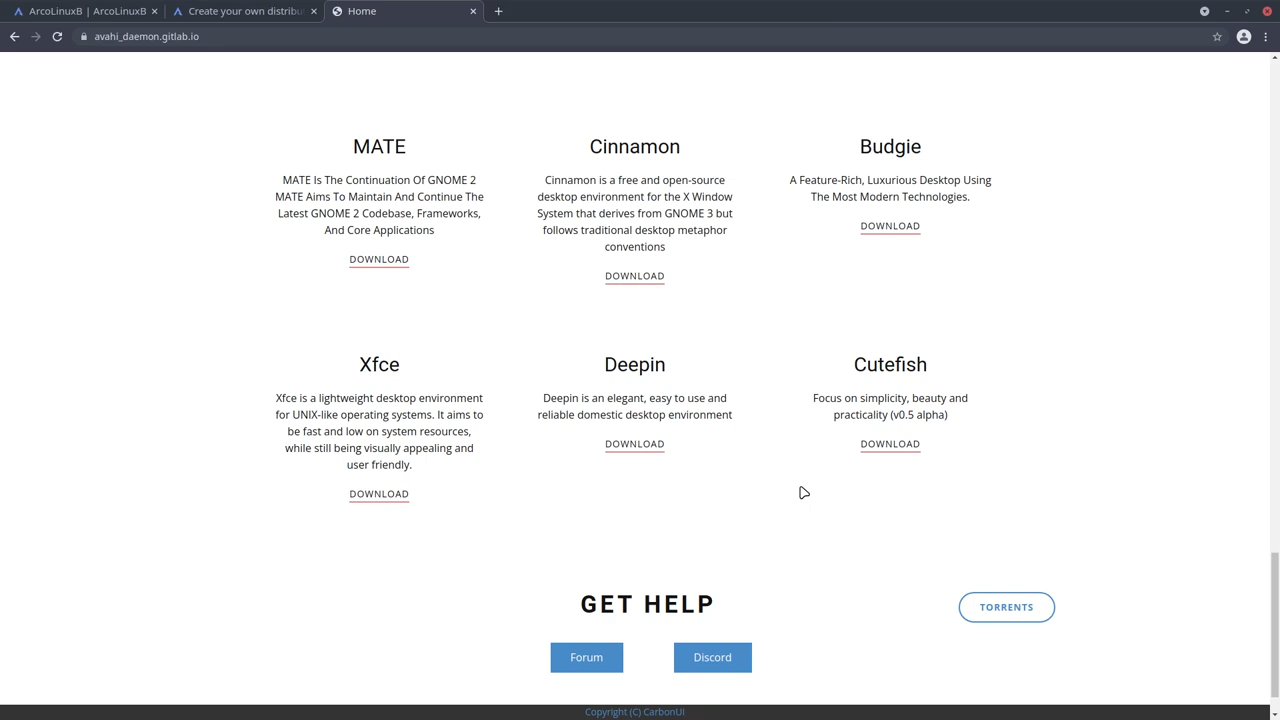 ArcoLinuxB | ArcoLinuxB
Create your own distribu
Home
avahi_daemon.gitlab.io
MATE
MATE Is The Continuation Of GNOME 2
MATE Aims To Maintain And Continue The
Latest GNOME 2 Codebase, Frameworks,
And Core Applications
DOWNLOAD
Cinnamon
Cinnamon is a free and open-source
desktop environment for the X Window
System that derives from GNOME 3 but
follows traditional desktop metaphor
conventions
DOWNLOAD
Budgie
A Feature-Rich, Luxurious Desktop Using
The Most Modern Technologies.
DOWNLOAD
Xfce
Xfce is a lightweight desktop environment
for UNIX-like operating systems. It aims to
be fast and low on system resources,
while still being visually appealing and
user friendly.
DOWNLOAD
Deepin
Deepin is an elegant, easy to use and
reliable domestic desktop environment
DOWNLOAD
Cutefish
Focus on simplicity, beauty and
practicality (v0.5 alpha)
DOWNLOAD
GET HELP
TORRENTS
Forum
Discord
Copyright (C) CarbonUI